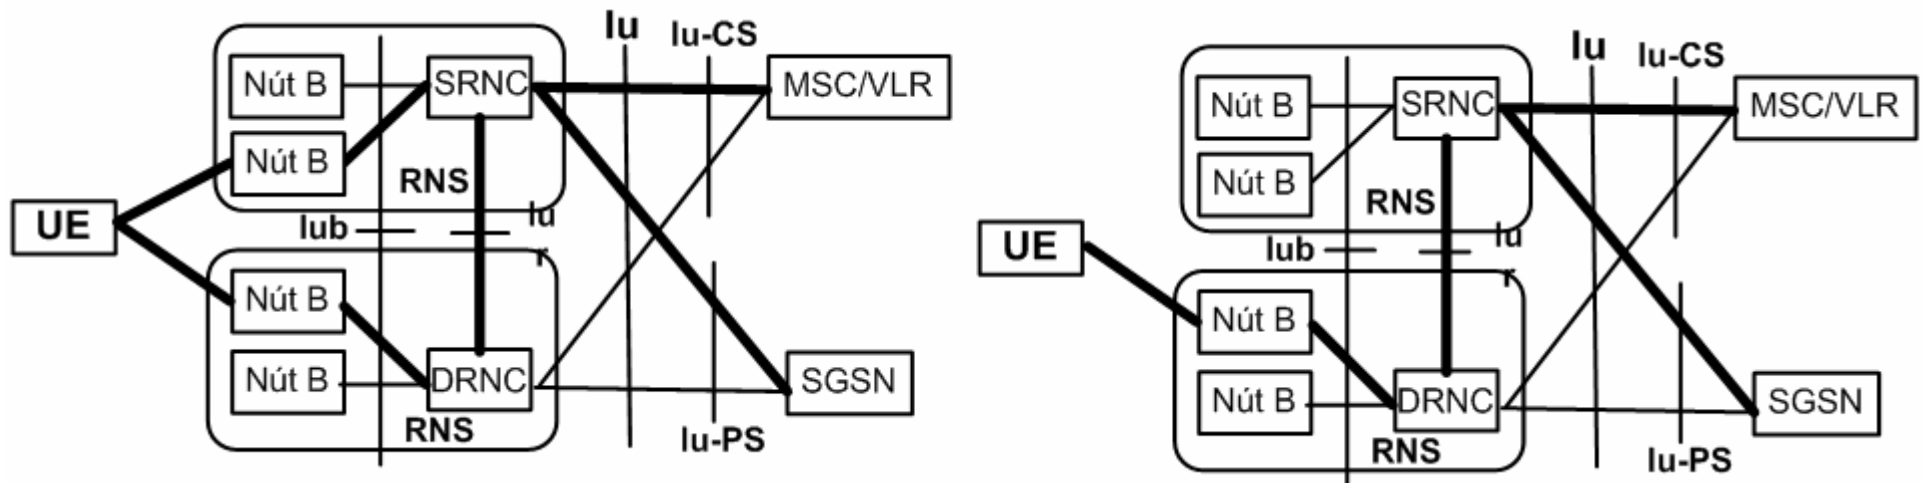 Iu
Iu-CS
Nút B
SRNC
MSC/VLR
Nút B
RNS
UE
Iub
Iu
r
Nút B
Nút B
DRNC
SGSN
RNS
Iu-PS
Iu
Iu-CS
Nút B
SRNC
MSC/VLR
Nút B
RNS
UE
Iub
Iu
r
Nút B
Nút B
DRNC
SGSN
RNS
Iu-PS